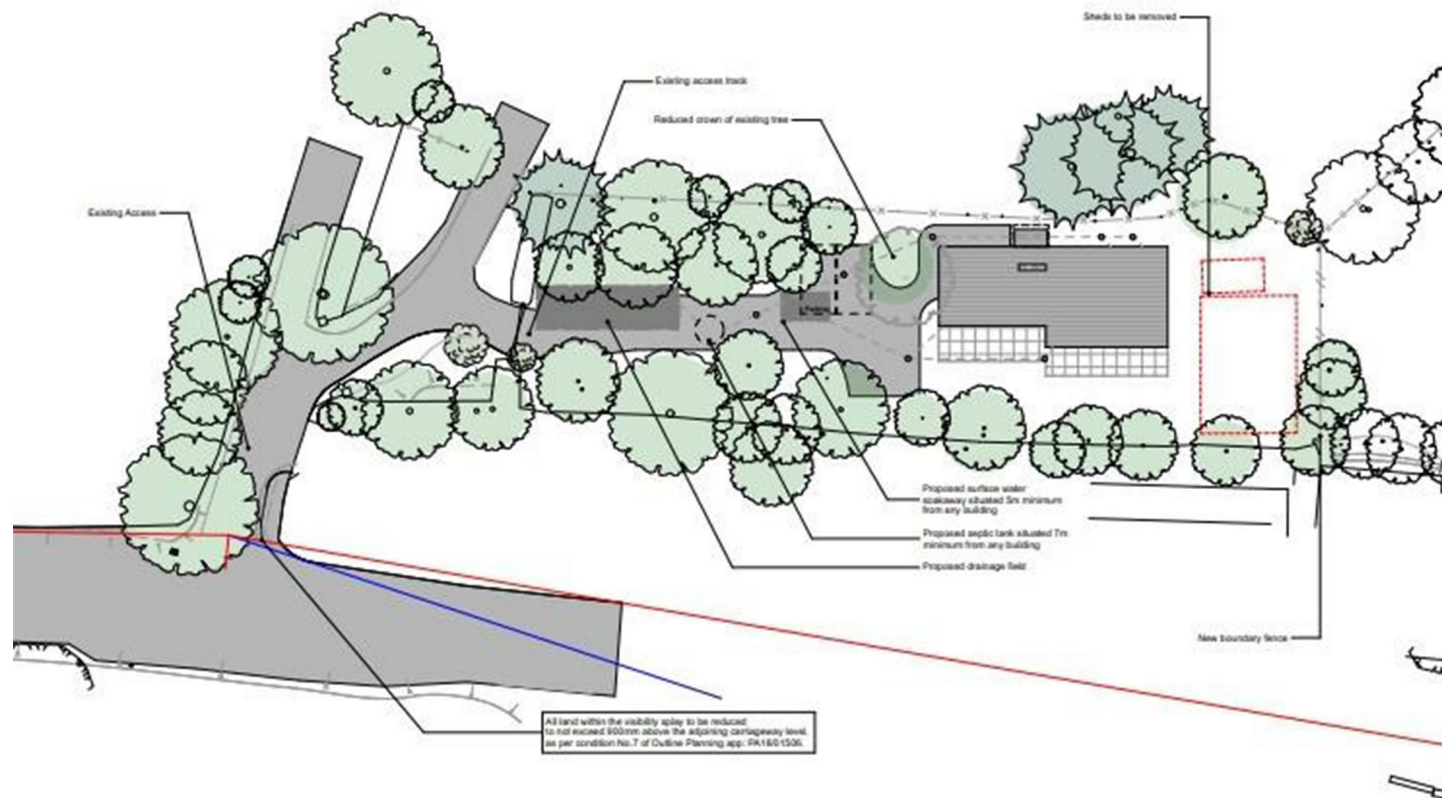 Sheds to be removed
Existing access track
Reduced crown of existing tree
Existing Access
Proposed surface water
soakaway situated 5m minimum
from any building
Proposed septic tank situated 7m
minimum from any building
Proposed drainage field
New boundary fence
All land within the visibility splay to be reduced
to not exceed 900mm above the adjoining carriageway level,
as per condition No.7 of Outline Planning app: